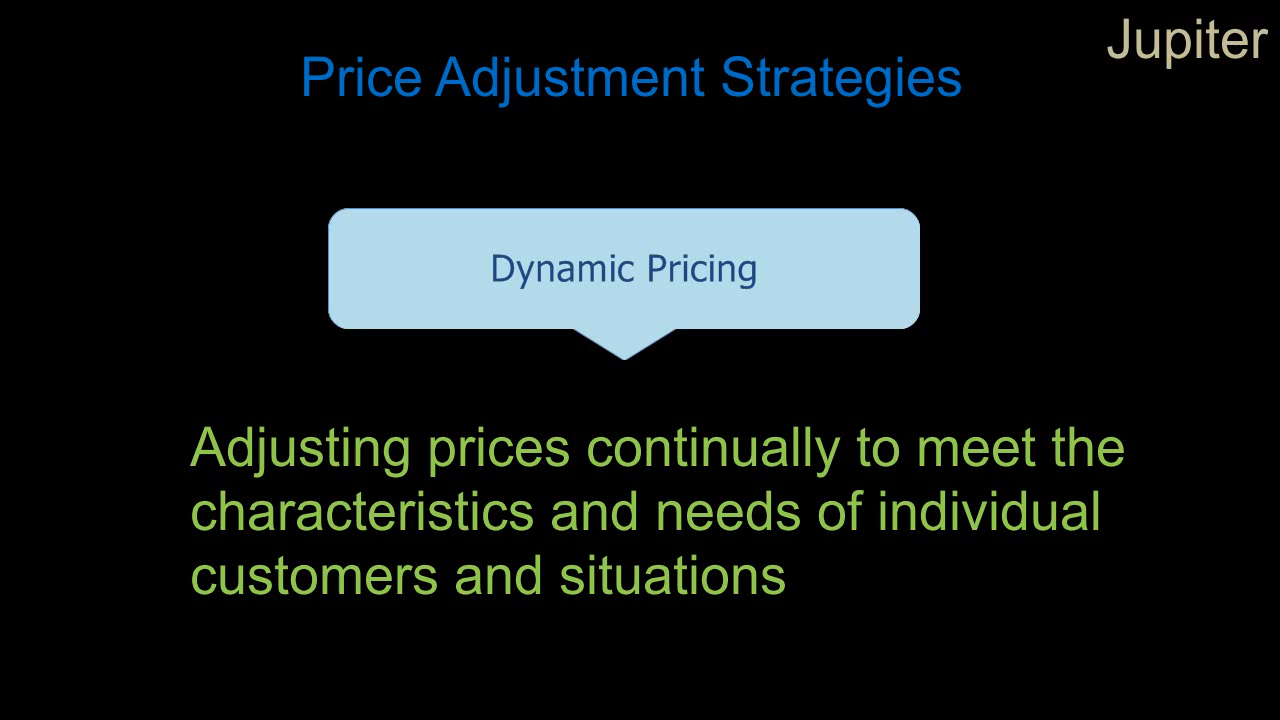 Jupiter
Price Adjustment Strategies
Dynamic Pricing
Adjusting prices continually to meet the
characteristics and needs of individual
customers and situations